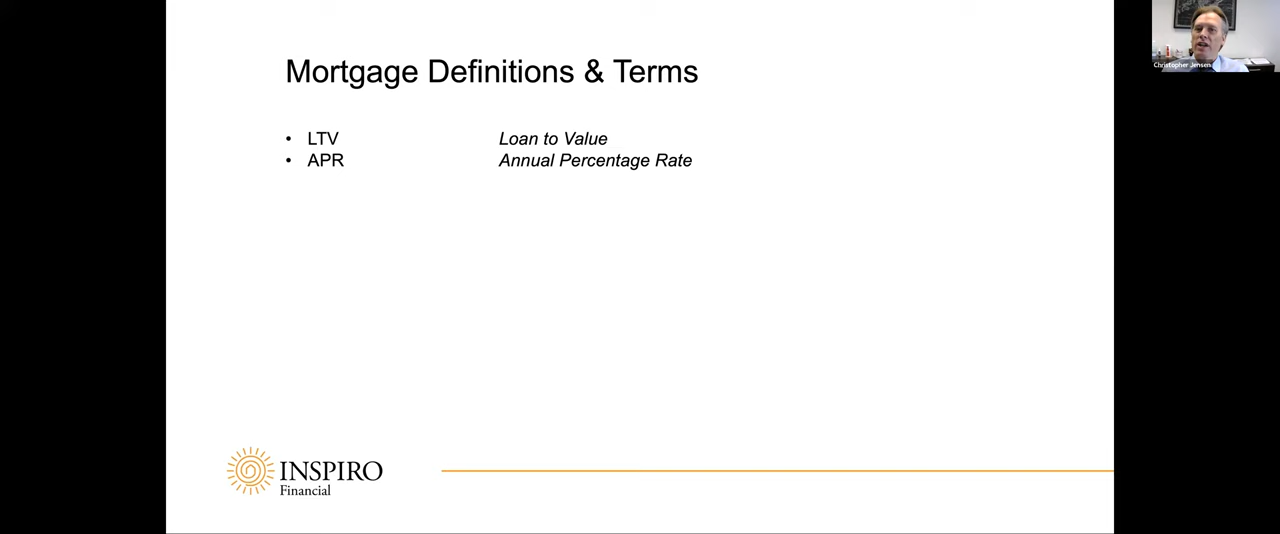 Mortgage Definitions & Terms
• LTV Loan to Value
• APR Annual Percentage Rate
INSPIRO
Financial
Christopher Jensen